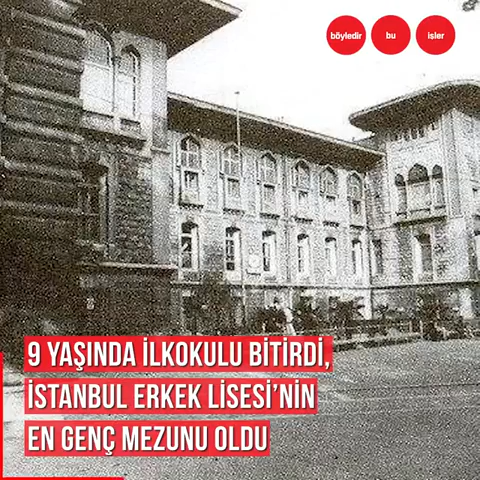 böyledir bu işler
9 YAŞINDA İLKOKULU BİTİRDİ,
İSTANBUL ERKEK LİSESİ'NİN
EN GENÇ MEZUNU OLDU